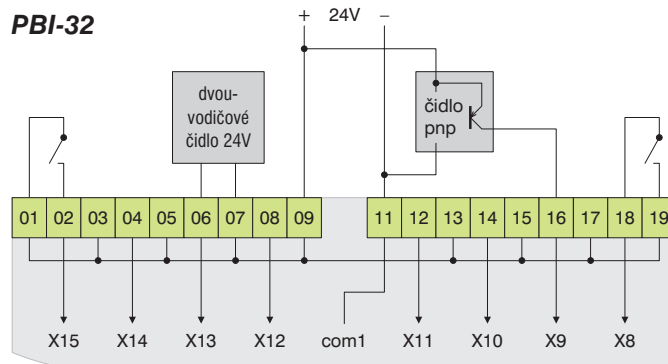 PBI-32
+ 24V –
dvou-
vodičové
čidlo 24V
čidlo
pnp
01 02 03 04 05 06 07 08 09 11 12 13 14 15 16 17 18 19
X15 X14 X13 X12 com1 X11 X10 X9 X8